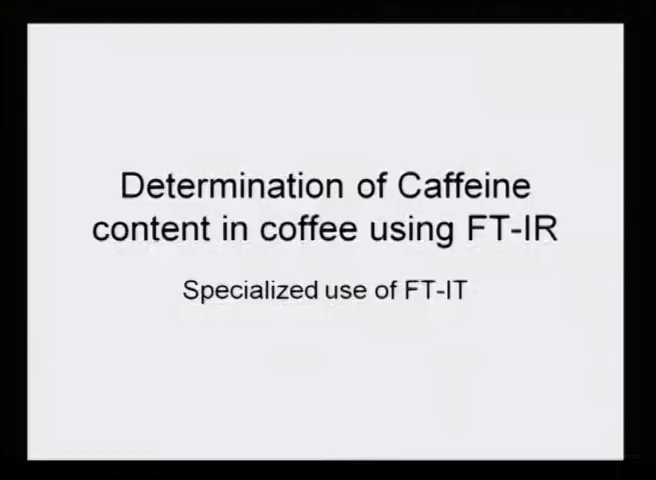 Determination of Caffeine
content in coffee using FT-IR
Specialized use of FT-IT